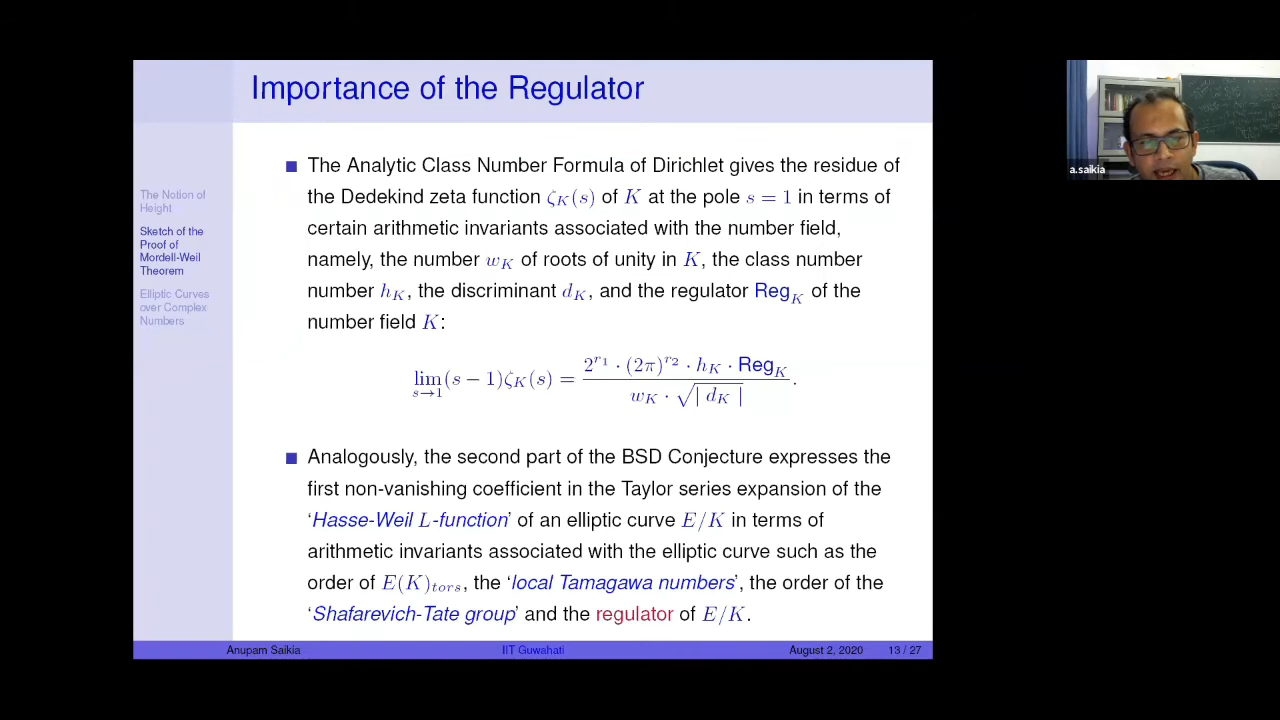 Importance of the Regulator
The Notion of
Height
Sketch of the
Proof of
Mordell-Weil
Theorem
Elliptic Curves
over Complex
Numbers
■ The Analytic Class Number Formula of Dirichlet gives the residue of
the Dedekind zeta function ζ_K(s) of K at the pole s = 1 in terms of
certain arithmetic invariants associated with the number field,
namely, the number w_K of roots of unity in K, the class number
number h_K, the discriminant d_K, and the regulator Reg_K of the
number field K:
lim_{s→1} (s − 1)ζ_K(s) = \frac{2^{r_1} · (2π)^{r_2} · h_K · Reg_K}{w_K · \sqrt{| d_K |}}.
■ Analogously, the second part of the BSD Conjecture expresses the
first non-vanishing coefficient in the Taylor series expansion of the
‘Hasse-Weil L-function’ of an elliptic curve E/K in terms of
arithmetic invariants associated with the elliptic curve such as the
order of E(K)_{tors}, the ‘local Tamagawa numbers’, the order of the
‘Shafarevich-Tate group’ and the regulator of E/K.
Anupam Saikia IIT Guwahati August 2, 2020 13 / 27
a.saikia